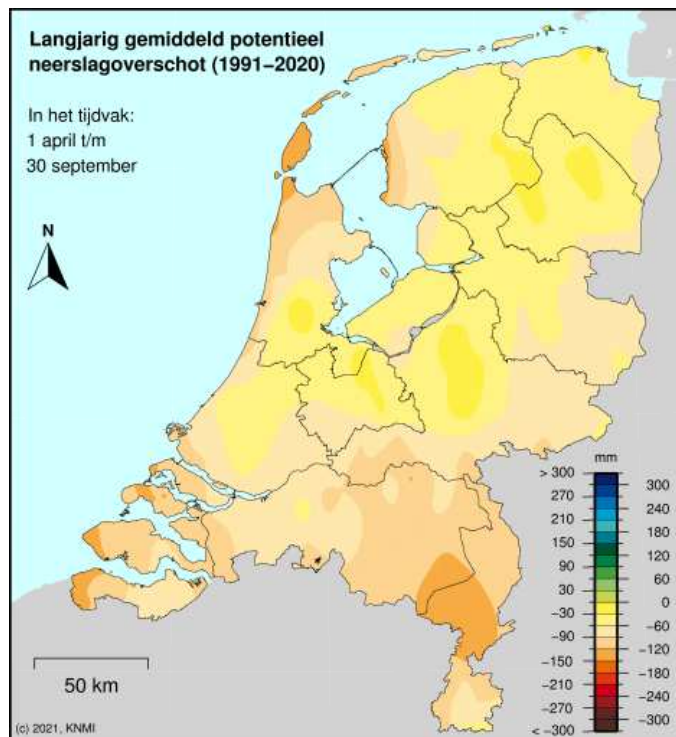 Langjarig gemiddeld potentieel
neerslagoverschot (1991–2020)
In het tijdvak:
1 april t/m
30 september
N
mm
> 300
300
270
240
210
180
150
120
90
60
30
0
−30
−60
−90
−120
−150
−180
−210
−240
−270
−300
< −300
50 km
(c) 2021, KNMI